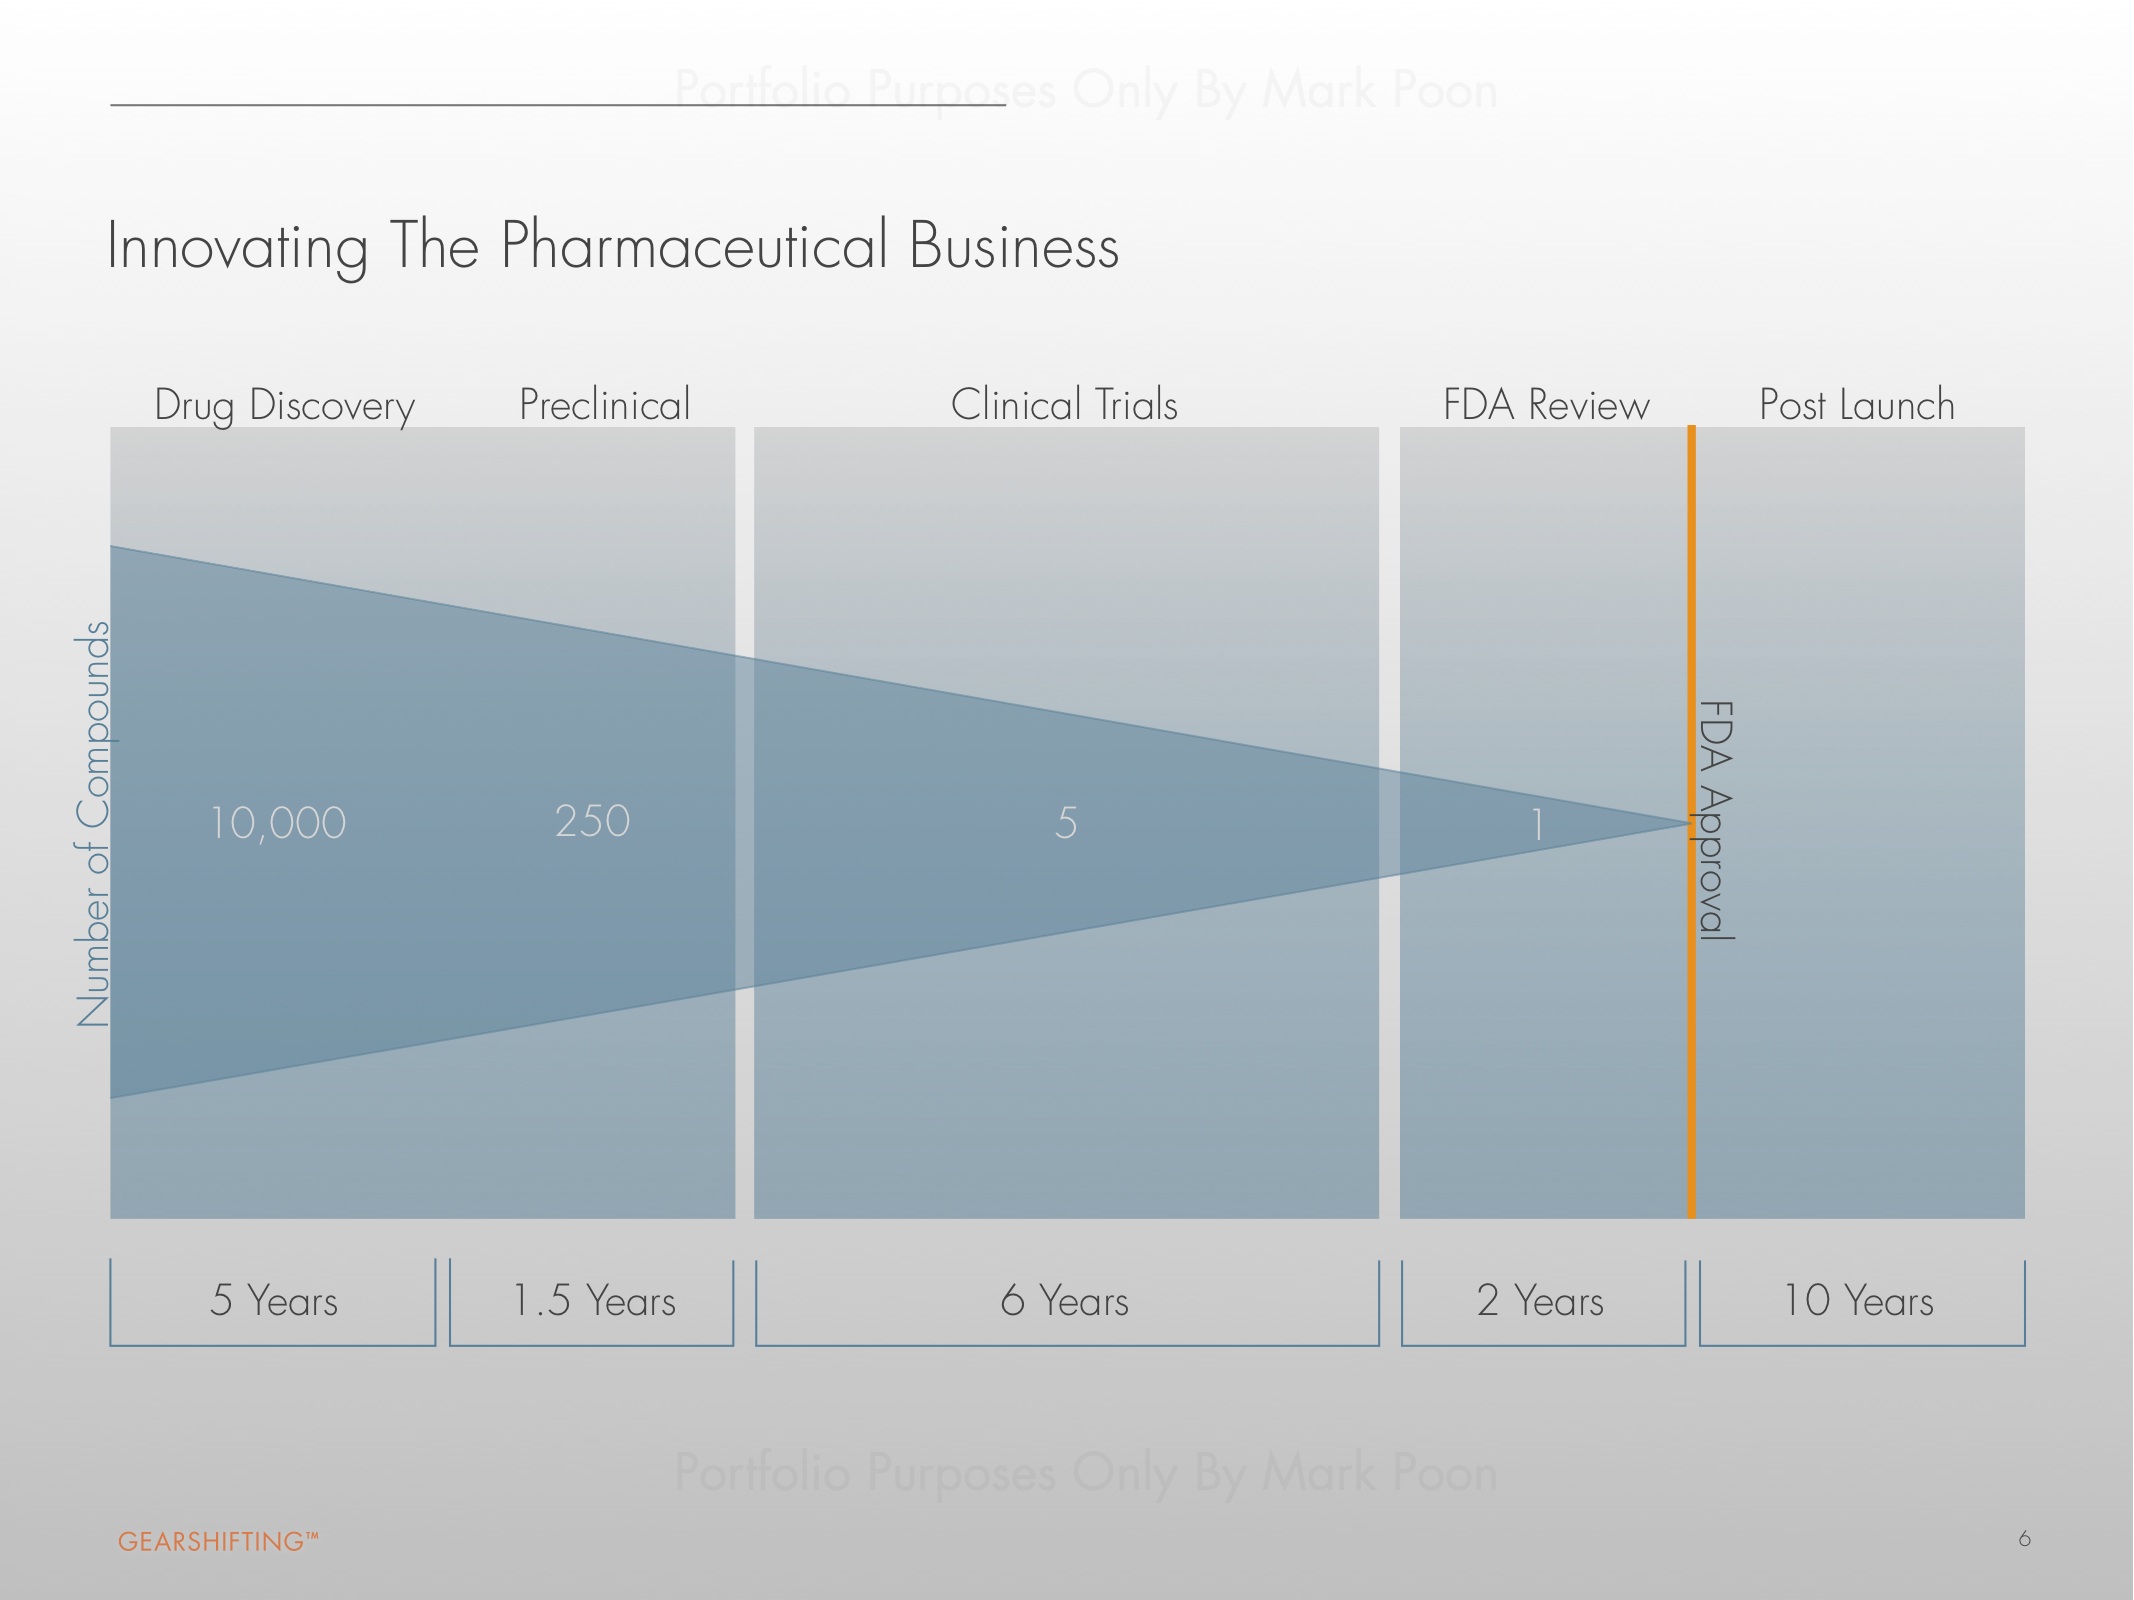 Portfolio Purposes Only By Mark Poon
Innovating The Pharmaceutical Business
Drug Discovery
Preclinical
Clinical Trials
FDA Review
Post Launch
Number of Compounds
10,000
250
5
1
FDA Approval
5 Years
1.5 Years
6 Years
2 Years
10 Years
Portfolio Purposes Only By Mark Poon
GEARSHIFTING™
6